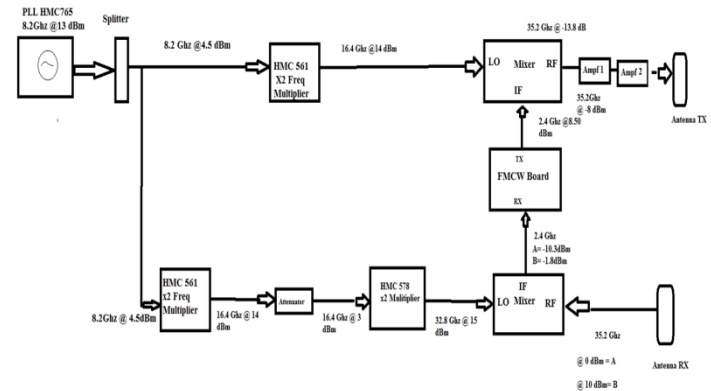 PLL HMC765
8.2Ghz @13 dBm
Splitter
8.2 Ghz @4.5 dBm
HMC 561
X2 Freq
Multiplier
16.4 Ghz @14 dBm
35.2 Ghz @ -13.8 dB
LO Mixer RF
IF
Ampf 1
Ampf 2
35.2Ghz
@ -8 dBm
Antenna TX
2.4 Ghz @8.50
dBm
TX
FMCW Board
RX
2.4 Ghz
A= -10.3dBm
B= -1.8dBm
HMC 561
x2 Freq
Multiplier
8.2Ghz @ 4.5dBm
16.4 Ghz @ 14
dBm
Attenuator
16.4 Ghz @ 3
dBm
HMC 578
x2 Mulitiplier
32.8 Ghz @ 15
dBm
IF
LO Mixer RF
35.2 Ghz
@ 0 dBm = A
@ 10 dBm= B
Antenna RX